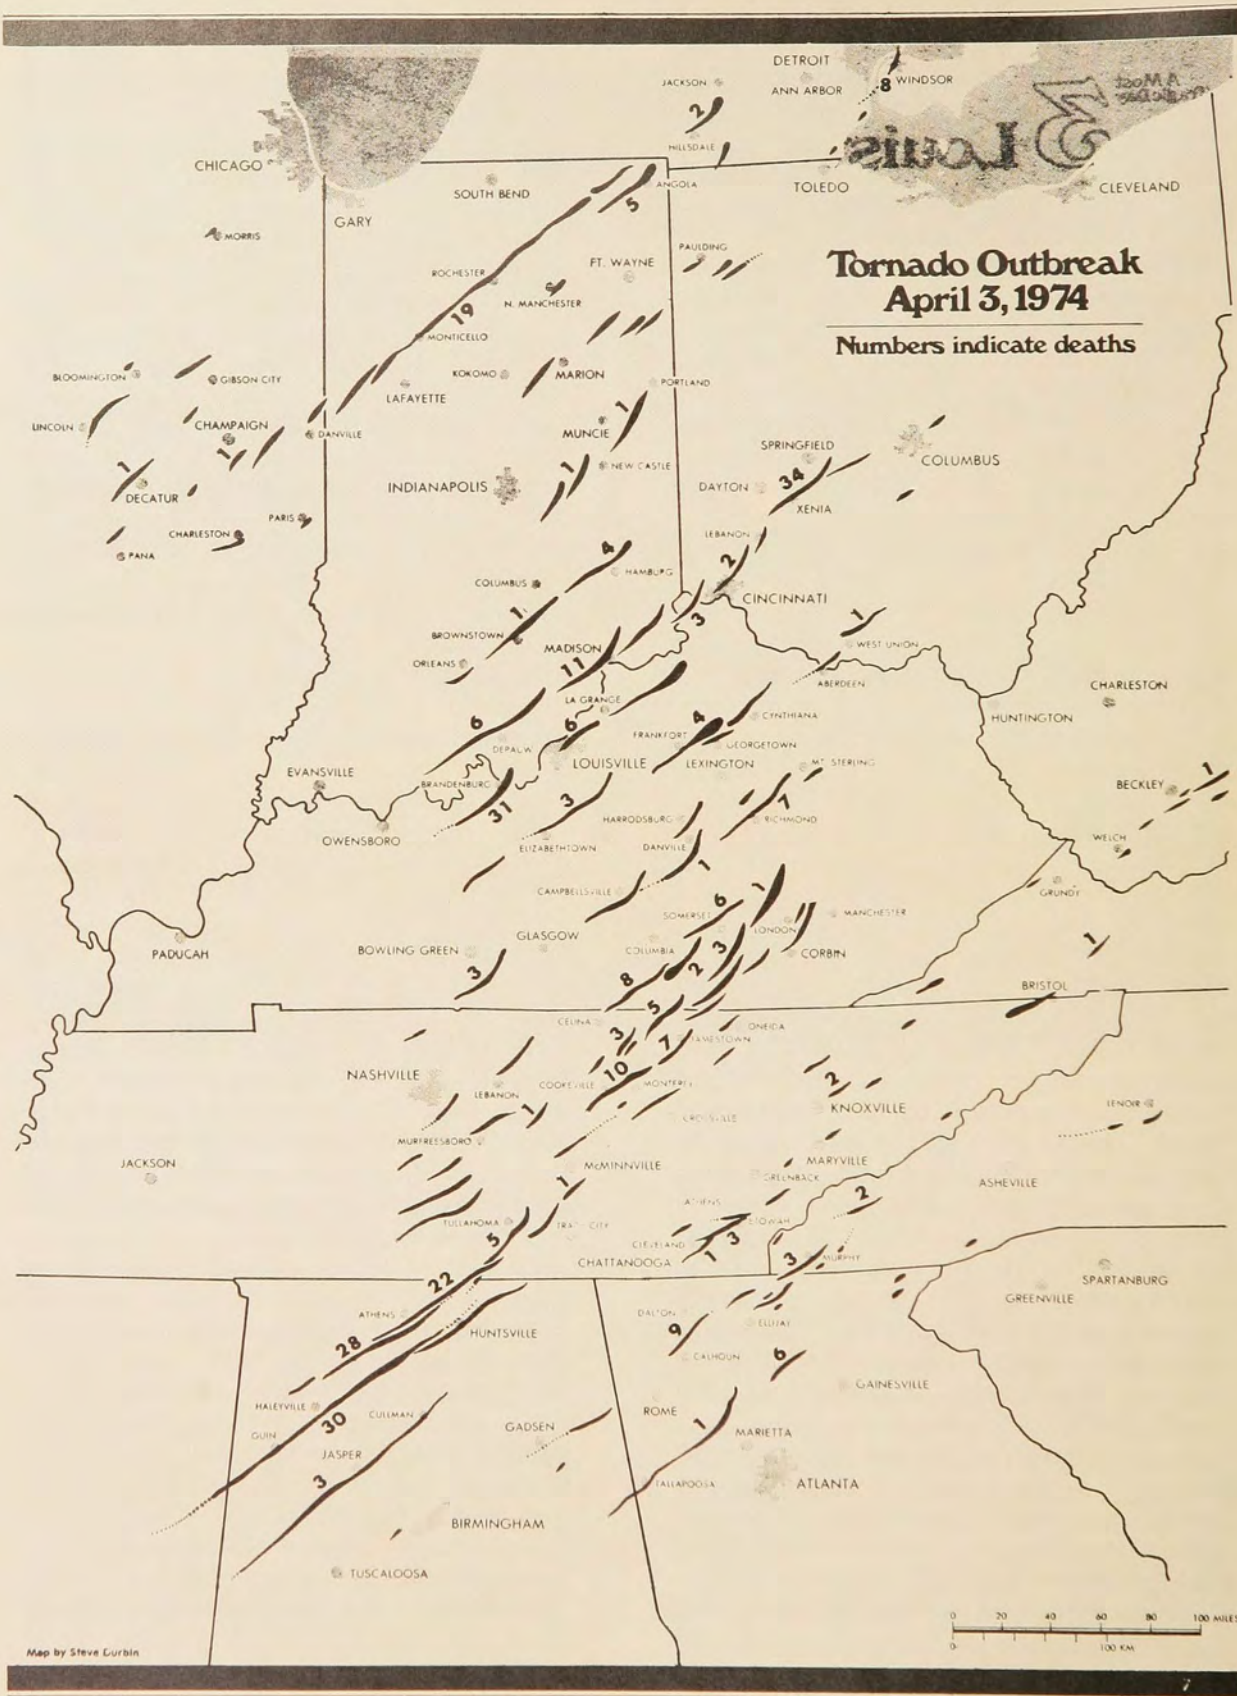 DETROIT
JACKSON
ANN ARBOR
8
WINDSOR
A Most
Tragic Day
3
Louis
2
HILLSDALE
CHICAGO
SOUTH BEND
ANGOLA
TOLEDO
CLEVELAND
5
GARY
MORRIS
PAULDING
FT. WAYNE
ROCHESTER
N. MANCHESTER
Tornado Outbreak
April 3, 1974
Numbers indicate deaths
19
MONTICELLO
BLOOMINGTON
GIBSON CITY
KOKOMO
MARION
PORTLAND
LAFAYETTE
LINCOLN
CHAMPAIGN
DANVILLE
MUNCIE
1
SPRINGFIELD
COLUMBUS
1
1
DECATUR
INDIANAPOLIS
1
NEW CASTLE
DAYTON
34
XENIA
PARIS
CHARLESTON
PANA
LEBANON
4
HAMBURG
2
COLUMBUS
CINCINNATI
1
BROWNSTOWN
3
1
WEST UNION
MADISON
ORLEANS
11
ABERDEEN
CHARLESTON
LA GRANGE
6
6
4
CYNTHIANA
HUNTINGTON
DEPAUW
FRANKFORT
GEORGETOWN
LOUISVILLE
LEXINGTON
MT. STERLING
EVANSVILLE
BRANDENBURG
1
BECKLEY
31
3
7
OWENSBORO
HARRODSBURG
RICHMOND
ELIZABETHTOWN
DANVILLE
WELCH
1
CAMPBELLSVILLE
1
GRUNDY
6
SOMERSET
MANCHESTER
GLASGOW
LONDON
PADUCAH
BOWLING GREEN
COLUMBIA
CORBIN
3
3
2
8
1
BRISTOL
5
CELINA
ONEIDA
3
7
JAMESTOWN
NASHVILLE
10
LEBANON
COOKEVILLE
MONTEREY
2
KNOXVILLE
1
CROSSVILLE
LENOIR
MURFREESBORO
JACKSON
McMINNVILLE
MARYVILLE
GREENBACK
ASHEVILLE
1
ATHENS
2
TULLAHOMA
TRACY CITY
ETOWAH
5
CLEVELAND
3
1
CHATTANOOGA
3
MURPHY
22
SPARTANBURG
GREENVILLE
ATHENS
DALTON
ELLIJAY
HUNTSVILLE
9
28
CALHOUN
6
GAINESVILLE
HALEYVILLE
CULLMAN
30
GUIN
GADSEN
ROME
1
MARIETTA
JASPER
3
TALLAPOOSA
ATLANTA
BIRMINGHAM
TUSCALOOSA
0 20 40 60 80 100 MILES
0 100 KM
Map by Steve Durbin
7